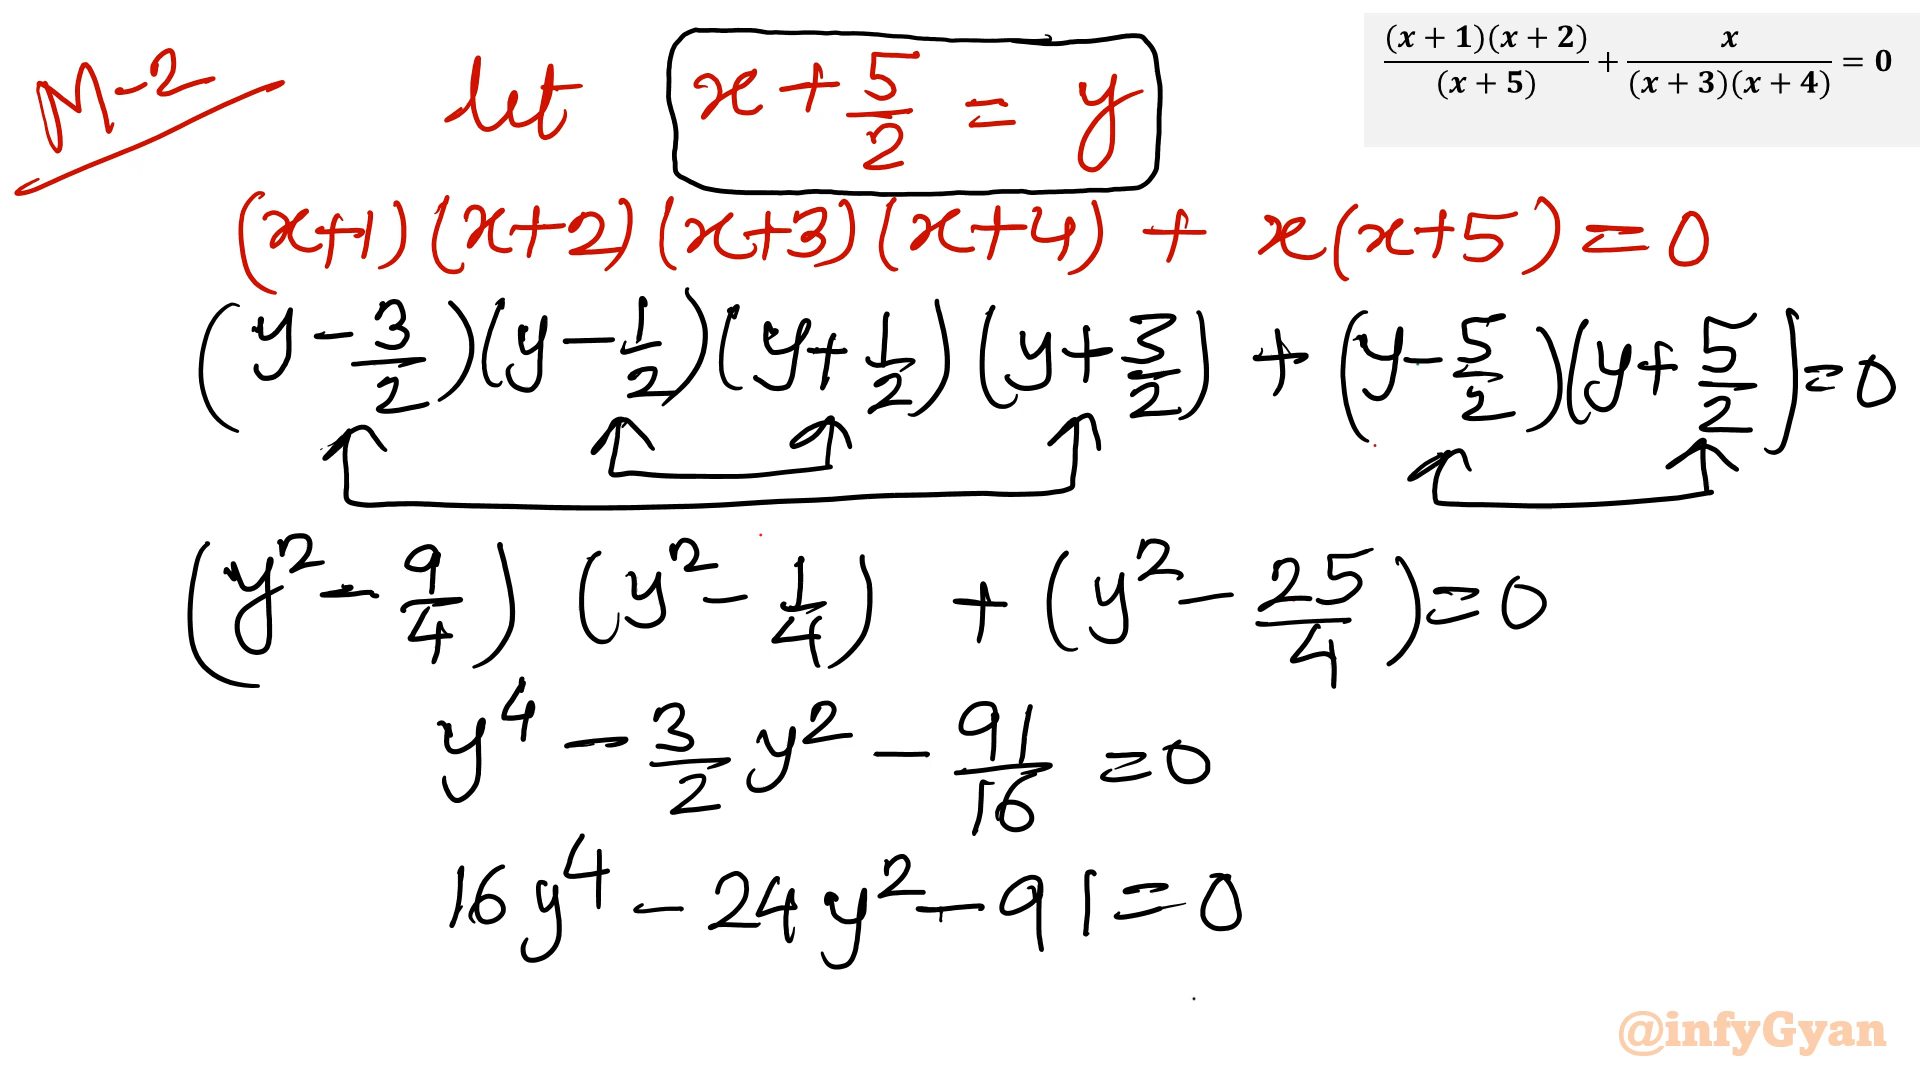 M-2
let x + 5/2 = y
(x+1)(x+2)/(x+5) + x/((x+3)(x+4)) = 0
(x+1)(x+2)(x+3)(x+4) + x(x+5) = 0
(y - 3/2)(y - 1/2)(y + 1/2)(y + 3/2) + (y - 5/2)(y + 5/2) = 0
(y² - 9/4)(y² - 1/4) + (y² - 25/4) = 0
y⁴ - 3/2 y² - 91/16 = 0
16y⁴ - 24y² - 91 = 0
@infyGyan